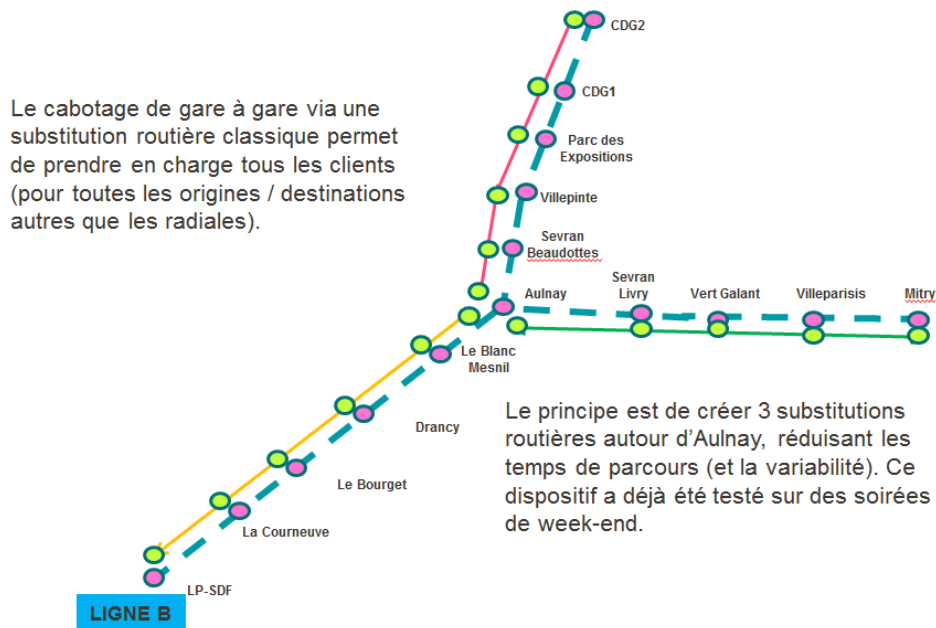 CDG2
Le cabotage de gare à gare via une
substitution routière classique permet
de prendre en charge tous les clients
(pour toutes les origines / destinations
autres que les radiales).
CDG1
Parc des
Expositions
Villepinte
Sevran
Beaudottes
Aulnay
Sevran
Livry
Vert Galant
Villeparisis
Mitry
Le Blanc
Mesnil
Drancy
Le Bourget
La Courneuve
LP-SDF
LIGNE B
Le principe est de créer 3 substitutions
routières autour d’Aulnay, réduisant les
temps de parcours (et la variabilité). Ce
dispositif a déjà été testé sur des soirées
de week-end.